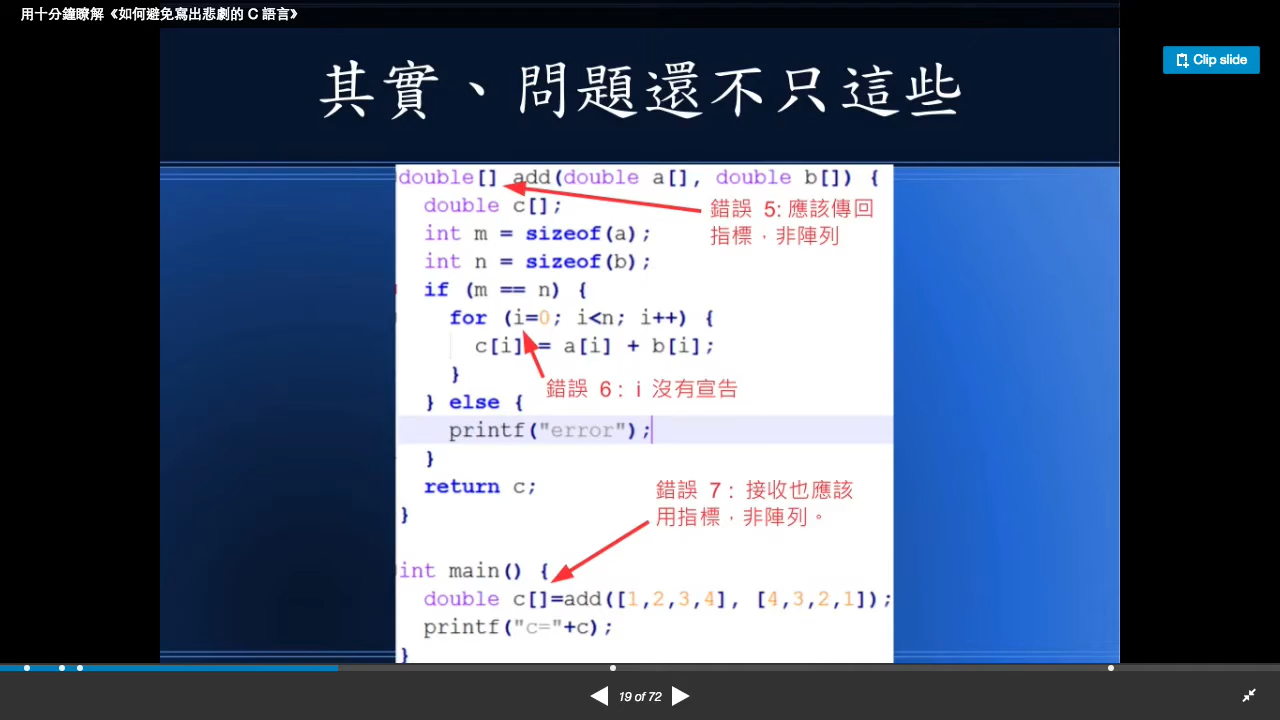 用十分鐘瞭解《如何避免寫出悲劇的 C 語言》
Clip slide
其實、問題還不只這些
double[] add(double a[], double b[]) {
double c[];
錯誤 5: 應該傳回
指標，非陣列
int m = sizeof(a);
int n = sizeof(b);
if (m == n) {
for (i=0; i<n; i++) {
c[i] = a[i] + b[i];
}
錯誤 6 : i 沒有宣告
} else {
printf("error");
}
return c;
錯誤 7 : 接收也應該
用指標，非陣列。
}
int main() {
double c[]=add([1,2,3,4], [4,3,2,1]);
printf("c="+c);
}
19 of 72